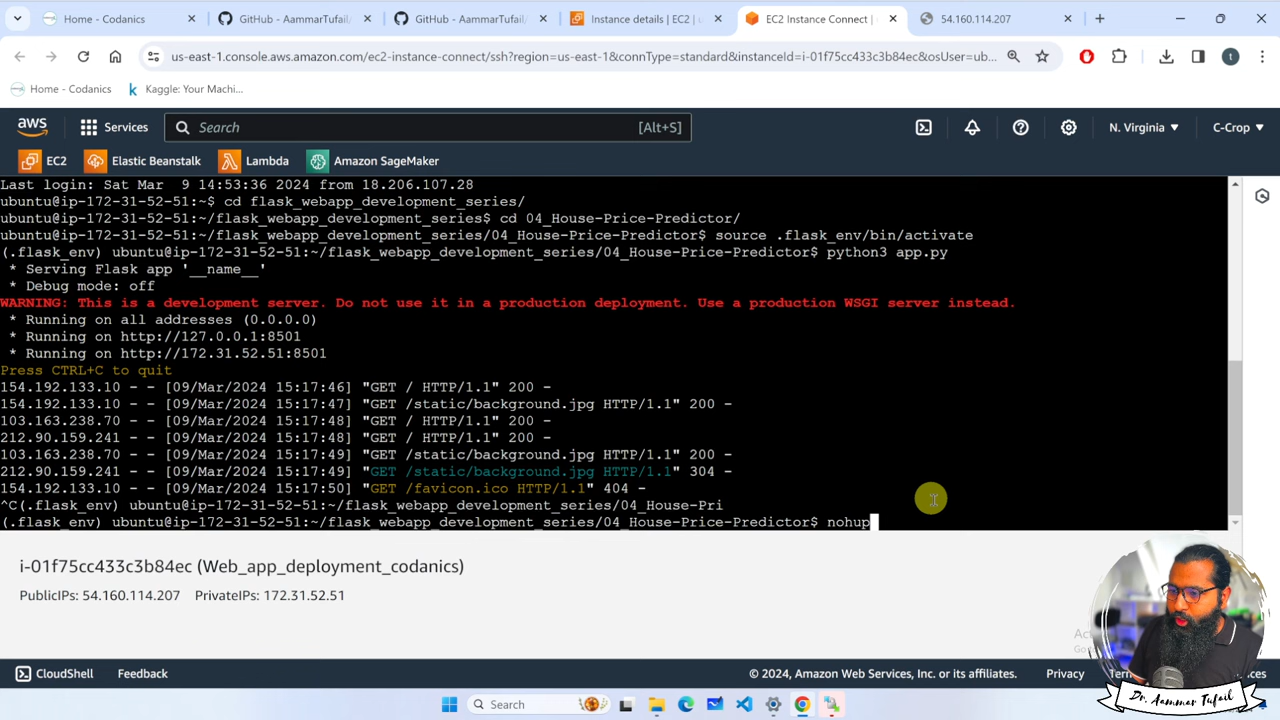 Home - Codanics
GitHub - AammarTufail/
GitHub - AammarTufail/
Instance details | EC2 | u
EC2 Instance Connect |
54.160.114.207
us-east-1.console.aws.amazon.com/ec2-instance-connect/ssh?region=us-east-1&connType=standard&instanceId=i-01f75cc433c3b84ec&osUser=ub...
t
Home - Codanics
Kaggle: Your Machi...
aws
Services
Search
[Alt+S]
N. Virginia
C-Crop
EC2
Elastic Beanstalk
Lambda
Amazon SageMaker
Last login: Sat Mar  9 14:53:36 2024 from 18.206.107.28
ubuntu@ip-172-31-52-51:~$ cd flask_webapp_development_series/
ubuntu@ip-172-31-52-51:~/flask_webapp_development_series$ cd 04_House-Price-Predictor/
ubuntu@ip-172-31-52-51:~/flask_webapp_development_series/04_House-Price-Predictor$ source .flask_env/bin/activate
(.flask_env) ubuntu@ip-172-31-52-51:~/flask_webapp_development_series/04_House-Price-Predictor$ python3 app.py
* Serving Flask app '__name__'
* Debug mode: off
WARNING: This is a development server. Do not use it in a production deployment. Use a production WSGI server instead.
* Running on all addresses (0.0.0.0)
* Running on http://127.0.0.1:8501
* Running on http://172.31.52.51:8501
Press CTRL+C to quit
154.192.133.10 - - [09/Mar/2024 15:17:46] "GET / HTTP/1.1" 200 -
154.192.133.10 - - [09/Mar/2024 15:17:47] "GET /static/background.jpg HTTP/1.1" 200 -
103.163.238.70 - - [09/Mar/2024 15:17:48] "GET / HTTP/1.1" 200 -
212.90.159.241 - - [09/Mar/2024 15:17:48] "GET / HTTP/1.1" 200 -
103.163.238.70 - - [09/Mar/2024 15:17:49] "GET /static/background.jpg HTTP/1.1" 200 -
212.90.159.241 - - [09/Mar/2024 15:17:49] "GET /static/background.jpg HTTP/1.1" 304 -
154.192.133.10 - - [09/Mar/2024 15:17:50] "GET /favicon.ico HTTP/1.1" 404 -
^C(.flask_env) ubuntu@ip-172-31-52-51:~/flask_webapp_development_series/04_House-Pri
(.flask_env) ubuntu@ip-172-31-52-51:~/flask_webapp_development_series/04_House-Price-Predictor$ nohup
i-01f75cc433c3b84ec (Web_app_deployment_codanics)
PublicIPs: 54.160.114.207 PrivateIPs: 172.31.52.51
CloudShell
Feedback
© 2024, Amazon Web Services, Inc. or its affiliates.
Privacy
Dr. Aammar Tufail
Search